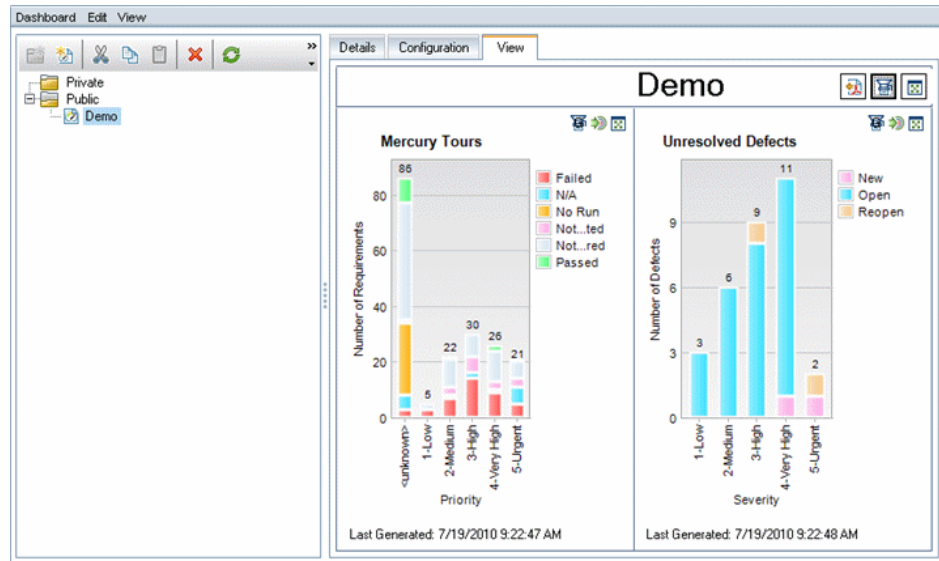 Dashboard Edit View
»
Private
Public
Demo
Details Configuration View
Demo
Mercury Tours
86
80
60
40
20
0
5
22
30
26
21
Number of Requirements
<unknown>
1-Low
2-Medium
3-High
4-Very High
5-Urgent
Priority
Failed
N/A
No Run
Not...ted
Not...red
Passed
Last Generated: 7/19/2010 9:22:47 AM
Unresolved Defects
11
9
6
3
0
3
6
9
2
Number of Defects
1-Low
2-Medium
3-High
4-Very High
5-Urgent
Severity
New
Open
Reopen
Last Generated: 7/19/2010 9:22:48 AM